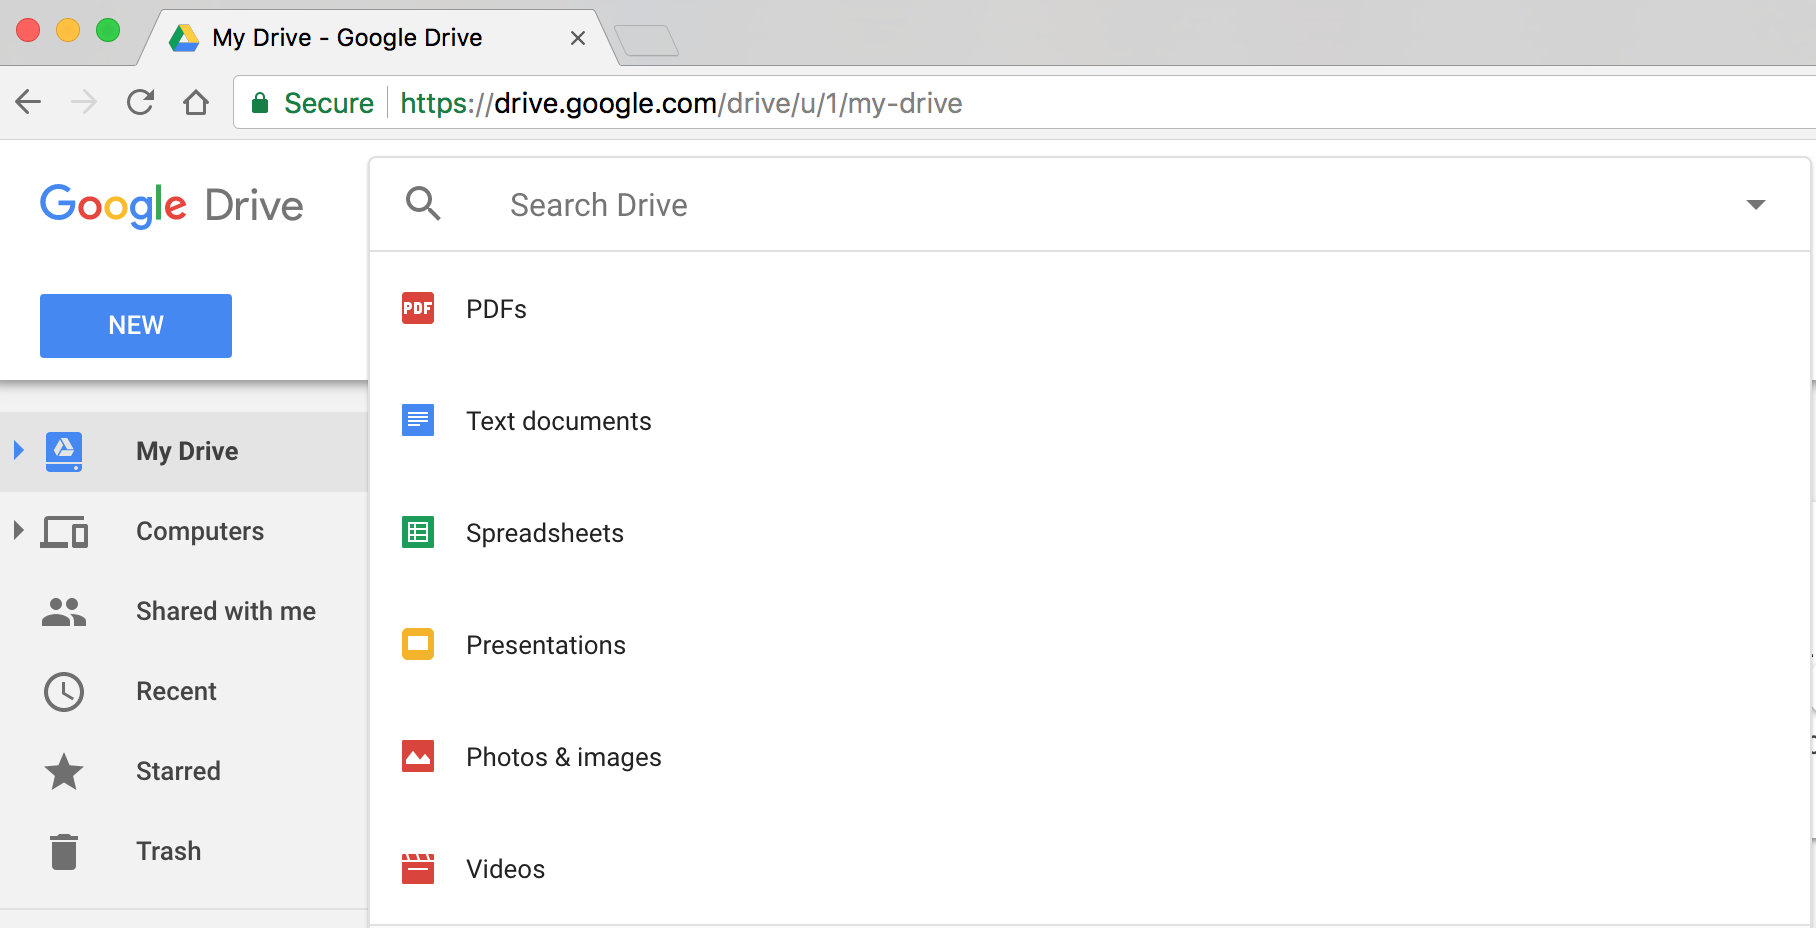 My Drive - Google Drive
Secure https://drive.google.com/drive/u/1/my-drive
Google Drive
Search Drive
NEW
PDF PDFs
Text documents
Spreadsheets
Presentations
Photos & images
Videos
My Drive
Computers
Shared with me
Recent
Starred
Trash